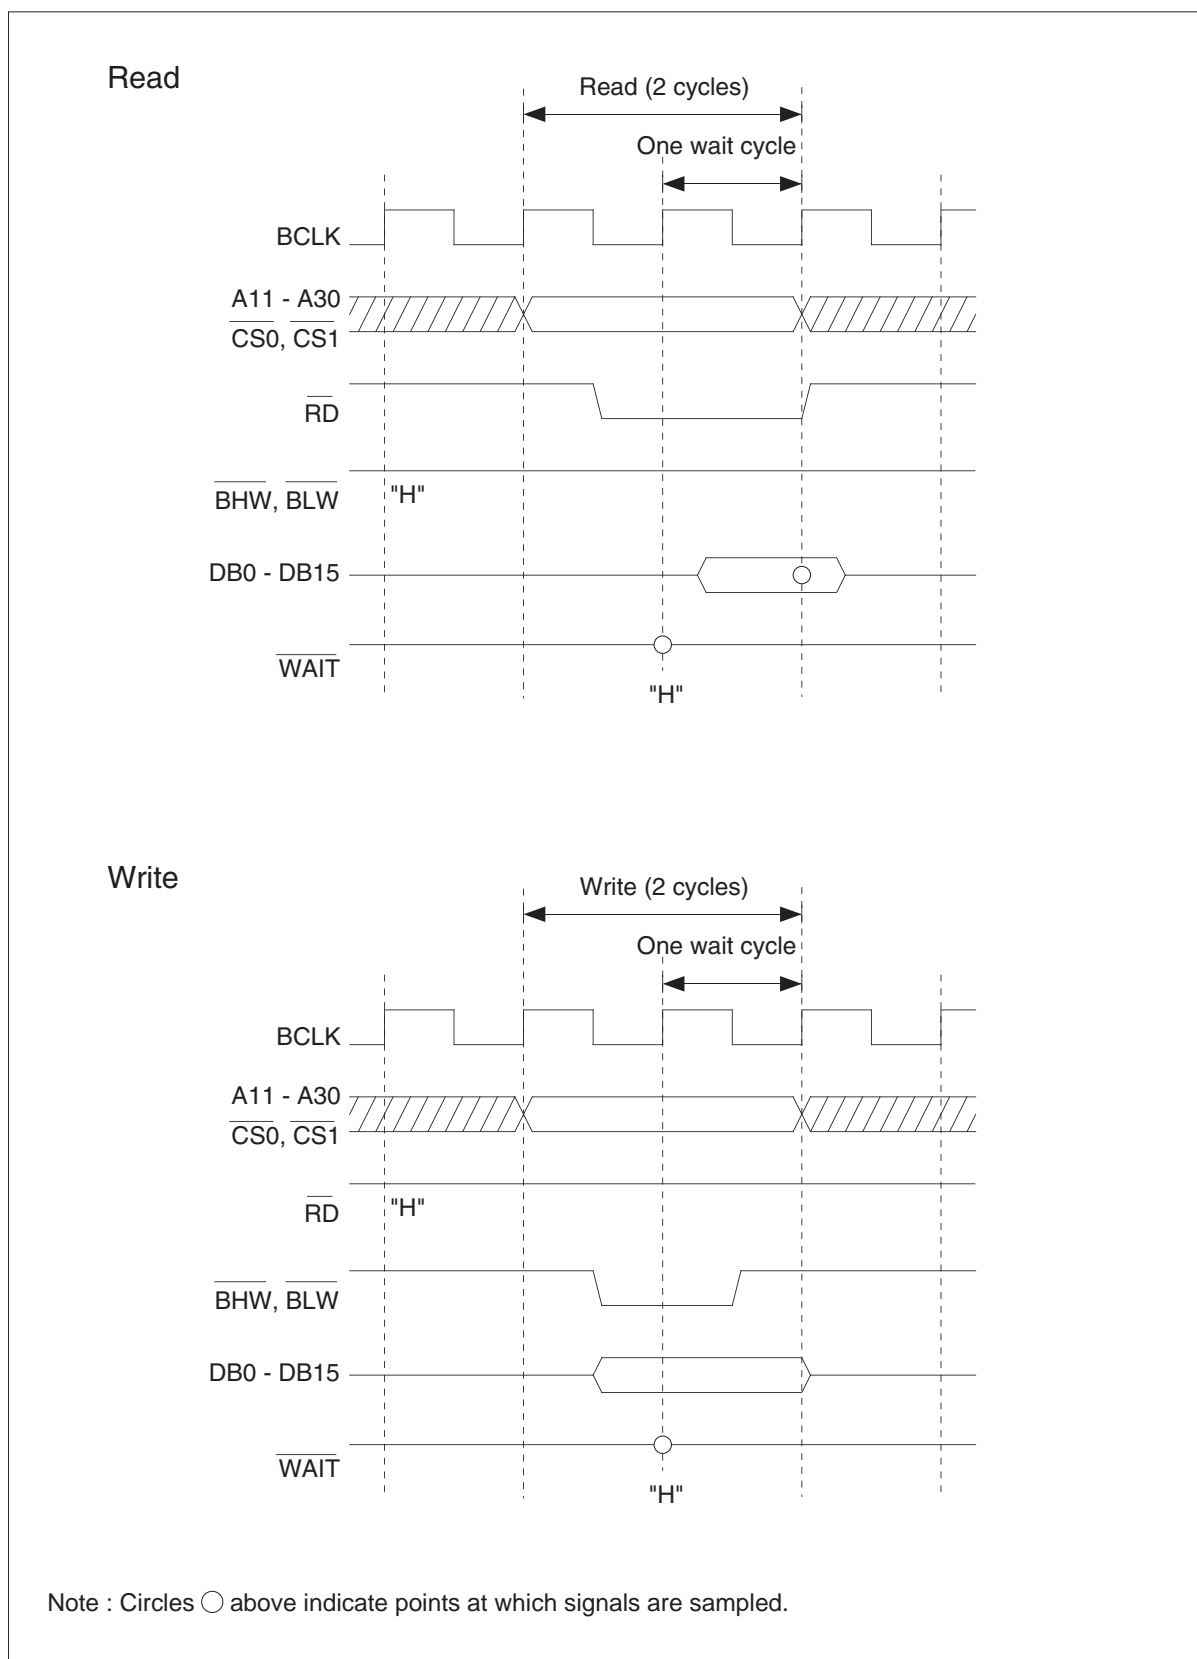 Read
Read (2 cycles)
One wait cycle
BCLK
A11 - A30
CS0, CS1
RD
BHW, BLW
"H"
DB0 - DB15
WAIT
"H"
Write
Write (2 cycles)
One wait cycle
BCLK
A11 - A30
CS0, CS1
RD
"H"
BHW, BLW
DB0 - DB15
WAIT
"H"
Note : Circles ○ above indicate points at which signals are sampled.